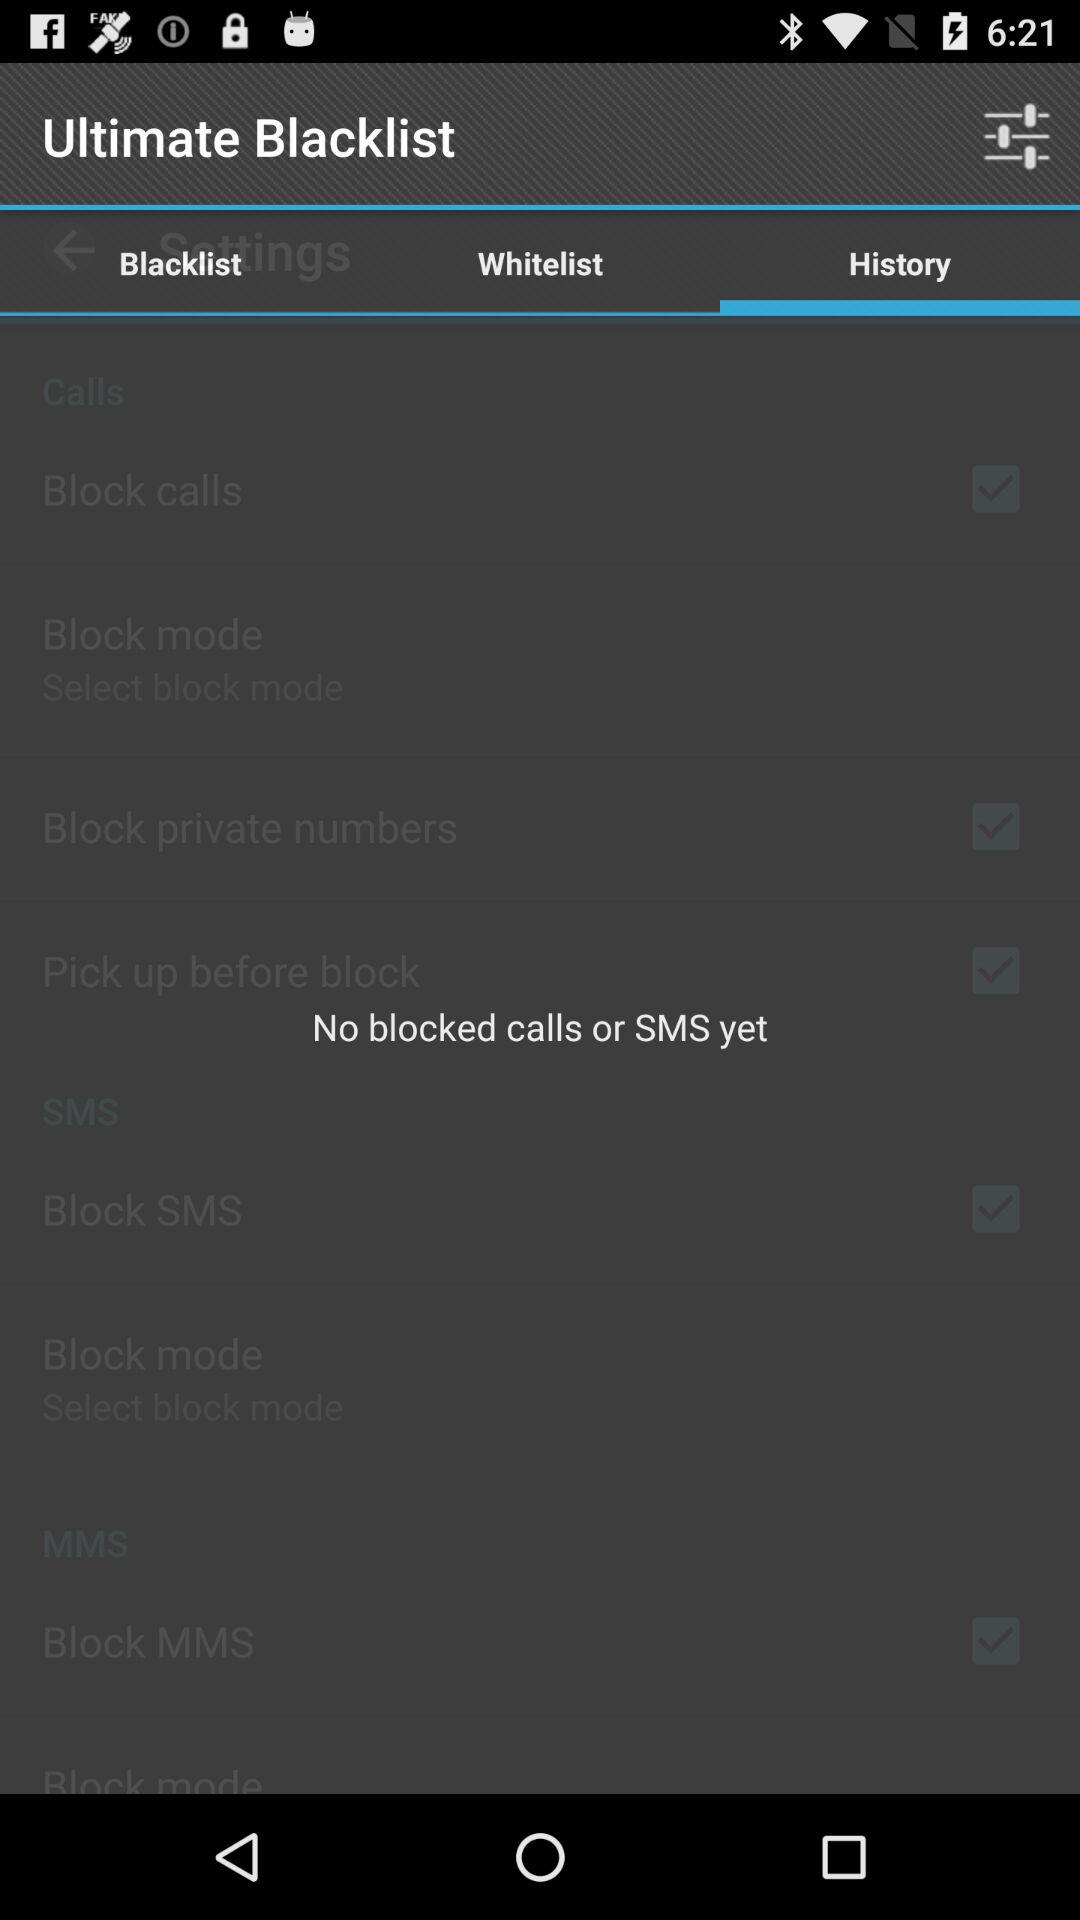 FAKE
6:21
Ultimate Blacklist
Settings
Blacklist Whitelist History
Calls
Block calls
Block mode
Select block mode
Block private numbers
Pick up before block
No blocked calls or SMS yet
SMS
Block SMS
Block mode
Select block mode
MMS
Block MMS
Block mode